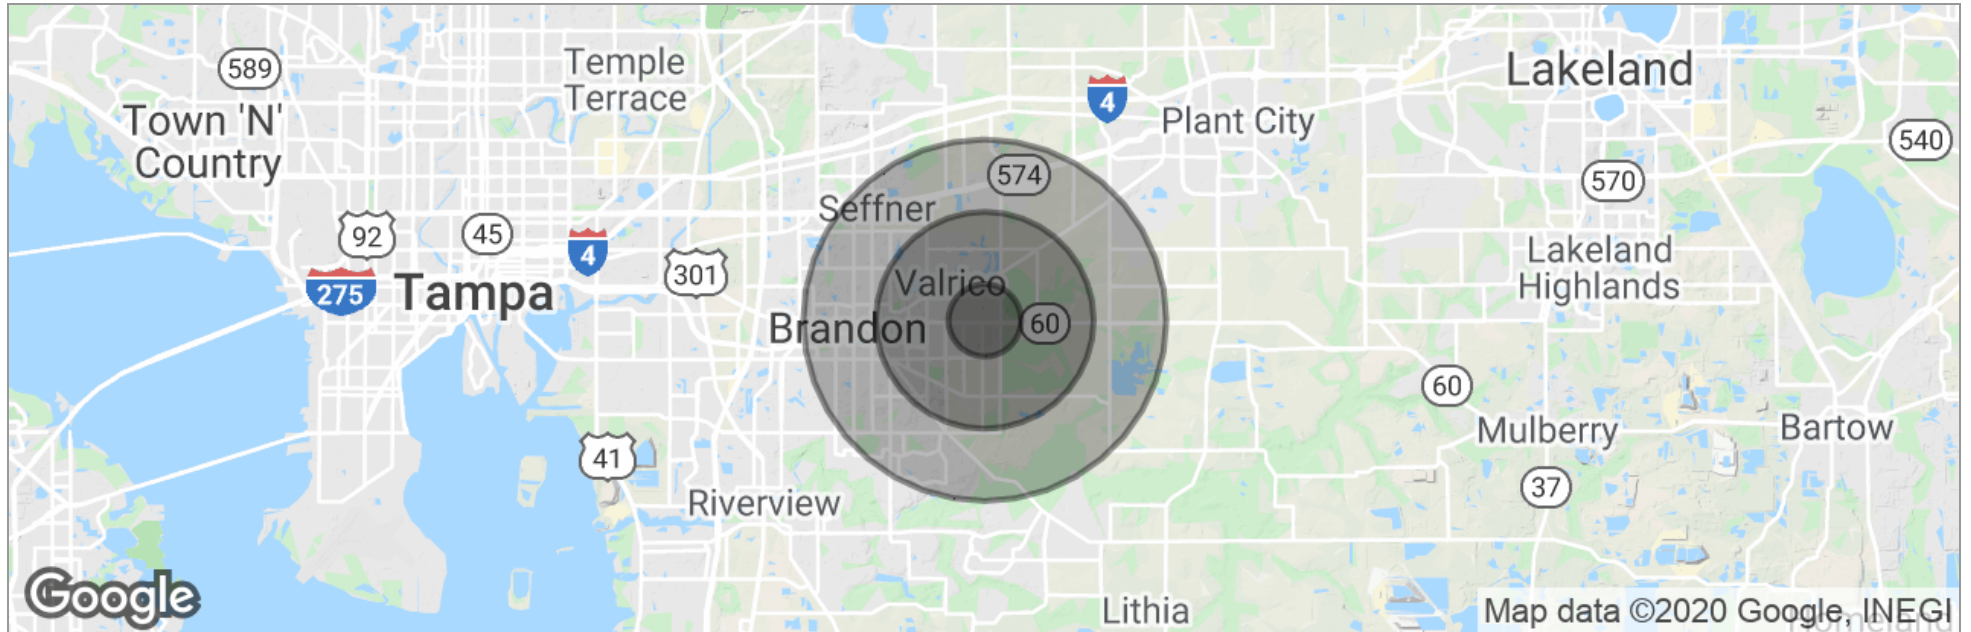 589
Temple
Terrace
Lakeland
4
Town 'N'
Country
Plant City
540
574
570
Seffner
92
45
4
301
Lakeland
Highlands
275
Tampa
Valrico
Brandon
60
60
Mulberry
Bartow
41
37
Riverview
Google
Lithia
Map data ©2020 Google, INEGI